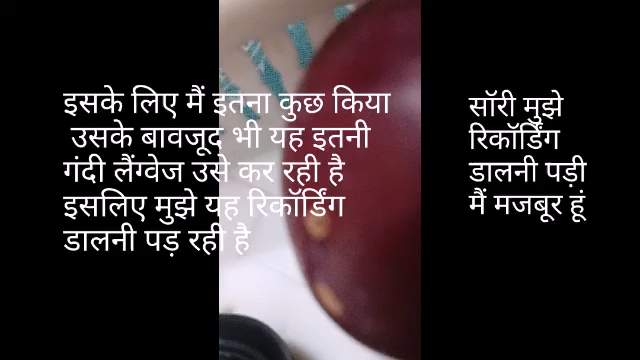 इसके लिए मैं इतना कुछ किया
उसके बावजूद भी यह इतनी
गंदी लैंग्वेज उसे कर रही है
इसलिए मुझे यह रिकॉर्डिंग
डालनी पड़ रही है
सॉरी मुझे
रिकॉर्डिंग
डालनी पड़ी
मैं मजबूर हूं